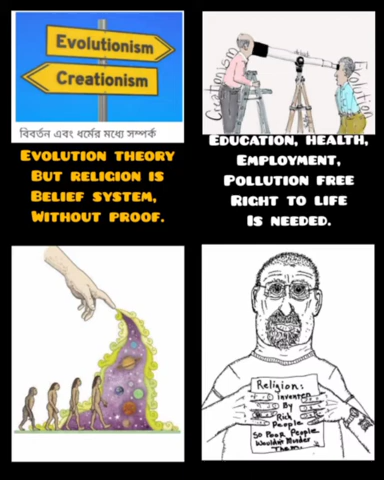 Evolutionism
Creationism
বিবর্তন এবং ধর্মের মধ্যে সম্পর্ক
EVOLUTION THEORY
BUT RELIGION IS
BELIEF SYSTEM,
WITHOUT PROOF.
Creationism
Evolution
EDUCATION, HEALTH,
EMPLOYMENT,
POLLUTION FREE
RIGHT TO LIFE
IS NEEDED.
Religion:
invented
By
Rich
People
So Poor People
Wouldn't Murder
Them